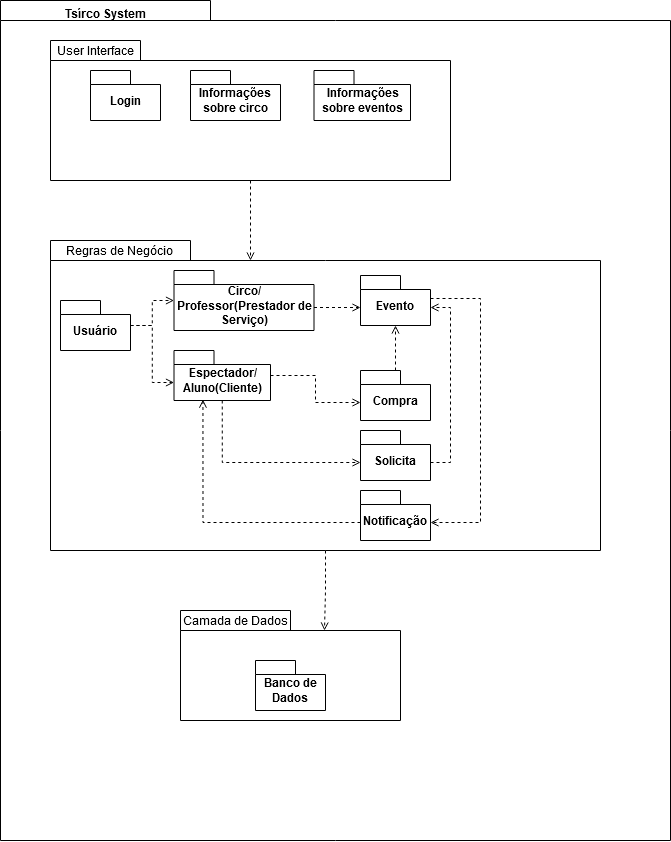 Tsírco System
User Interface
Login
Informações
sobre circo
Informações
sobre eventos
Regras de Negócio
Usuário
Circo/
Professor(Prestador de
Serviço)
Evento
Espectador/
Aluno(Cliente)
Compra
Solicita
Notificação
Camada de Dados
Banco de
Dados